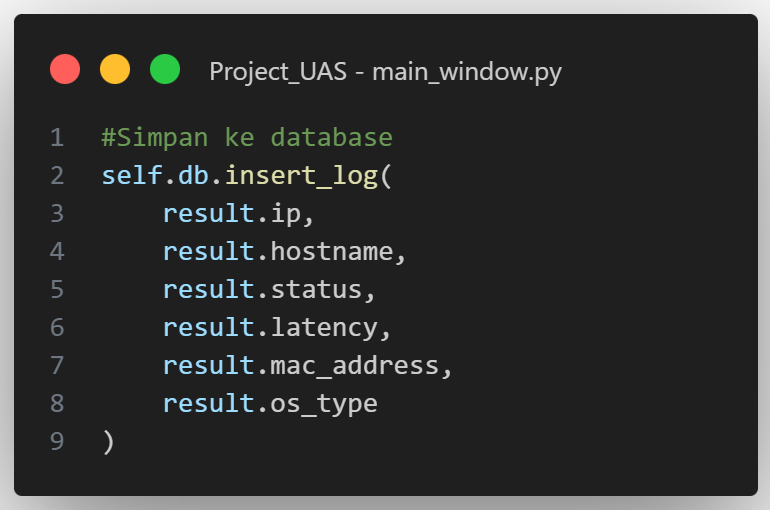 Project_UAS - main_window.py
1 #Simpan ke database
2 self.db.insert_log(
3     result.ip,
4     result.hostname,
5     result.status,
6     result.latency,
7     result.mac_address,
8     result.os_type
9 )